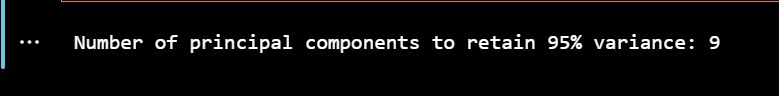 Number of principal components to retain 95% variance: 9